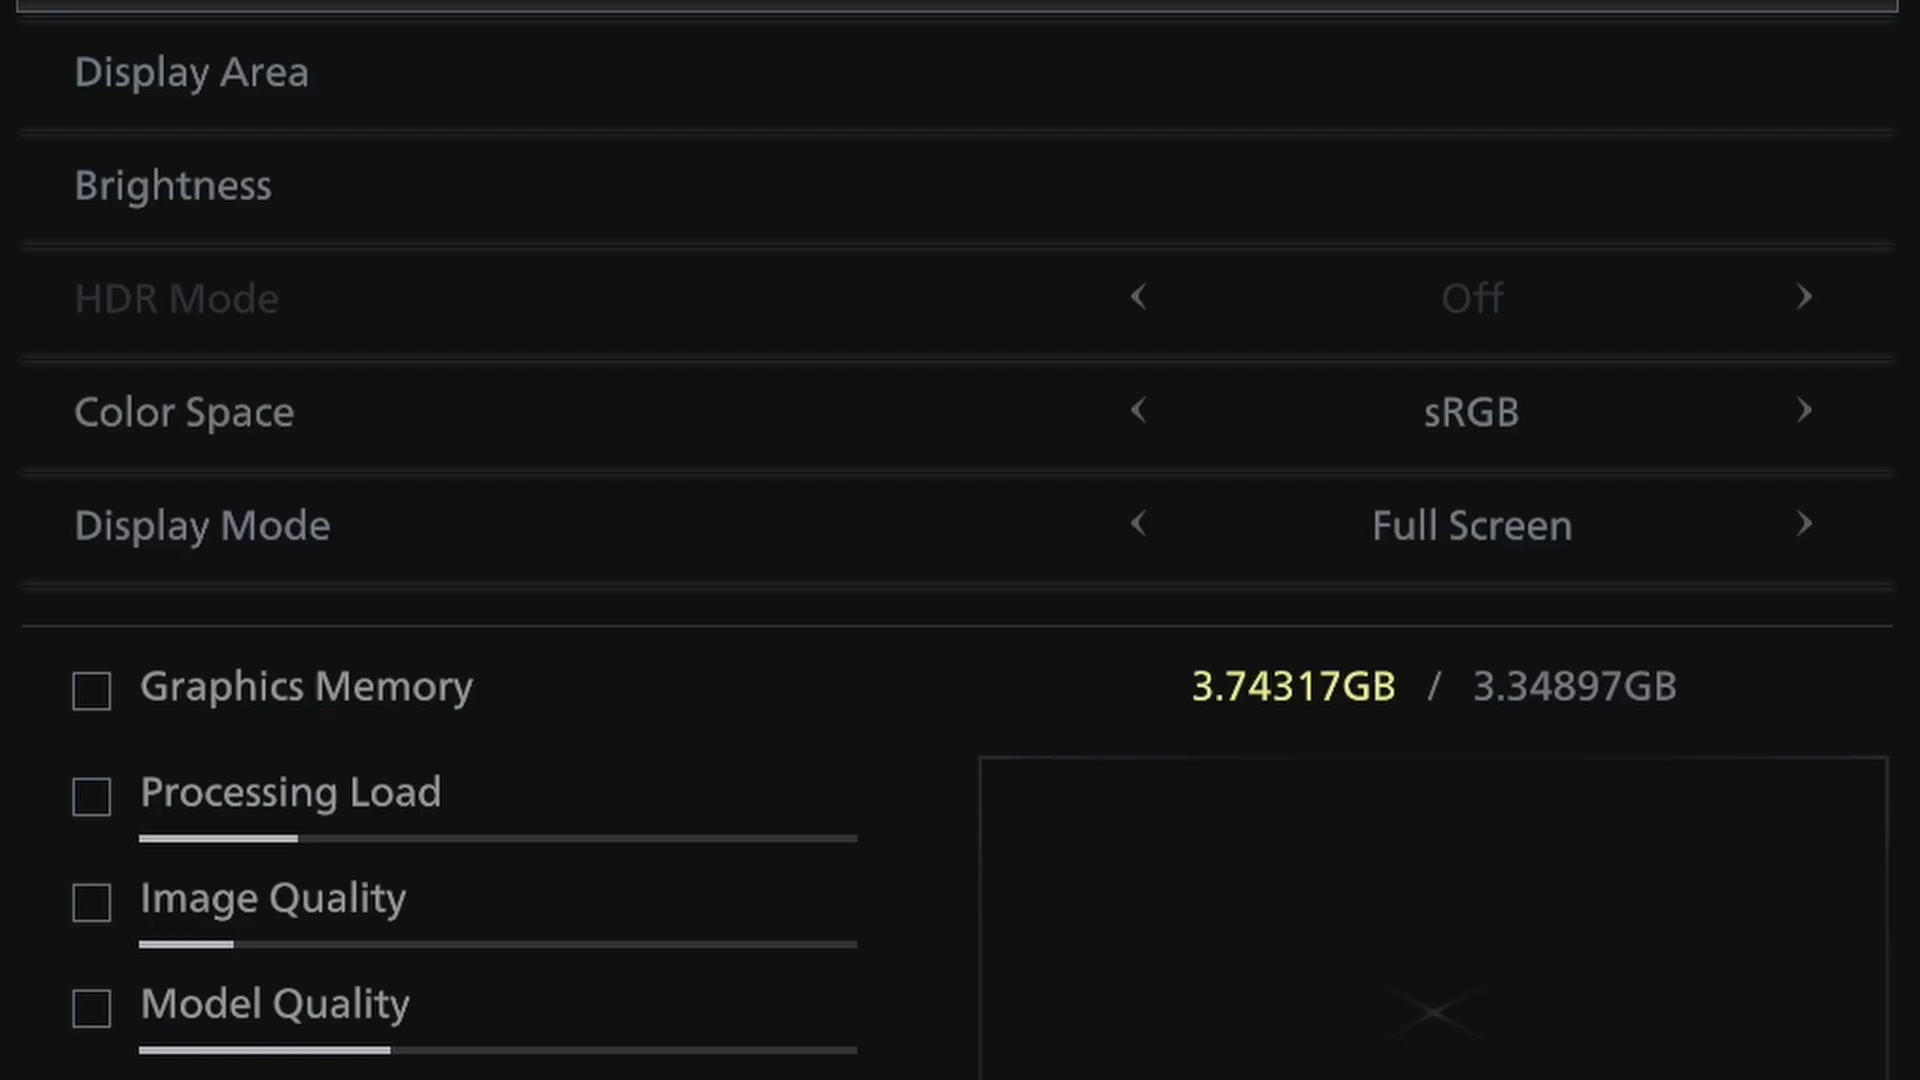 Display Area
Brightness
HDR Mode Off
Color Space sRGB
Display Mode Full Screen
Graphics Memory 3.74317GB / 3.34897GB
Processing Load
Image Quality
Model Quality